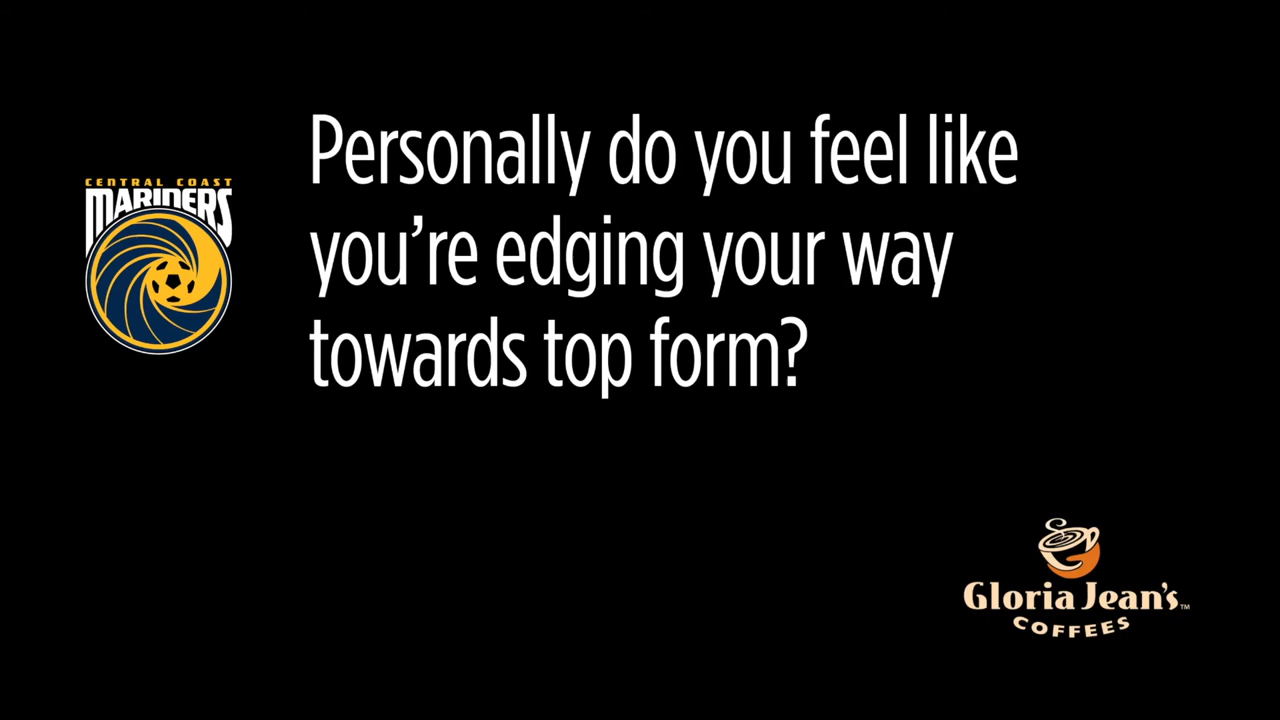 CENTRAL COAST
MARINERS
Personally do you feel like
you're edging your way
towards top form?
Gloria Jean's™
COFFEES